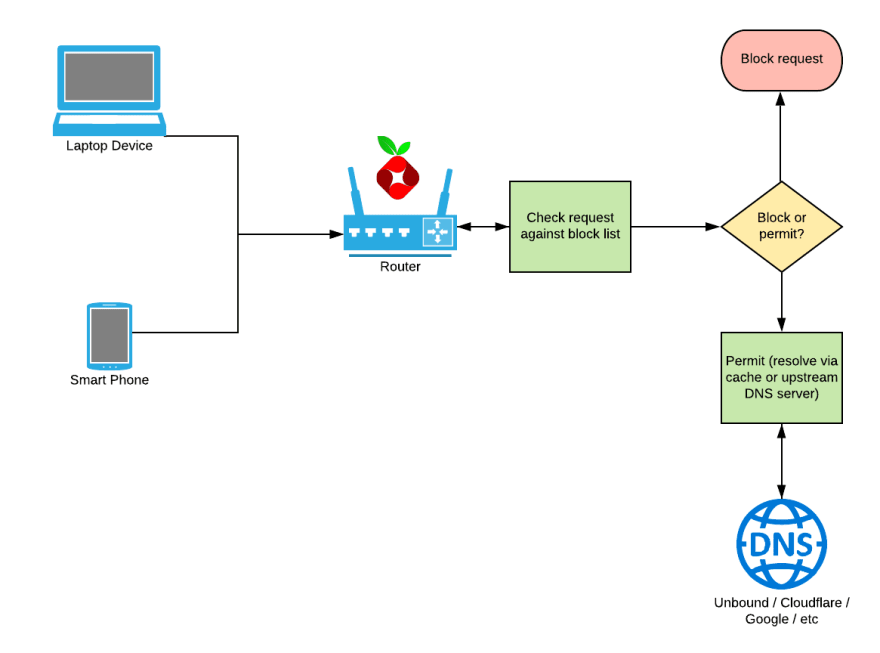 Block request
Laptop Device
Router
Check request
against block list
Block or
permit?
Smart Phone
Permit (resolve via
cache or upstream
DNS server)
DNS
Unbound / Cloudflare /
Google / etc